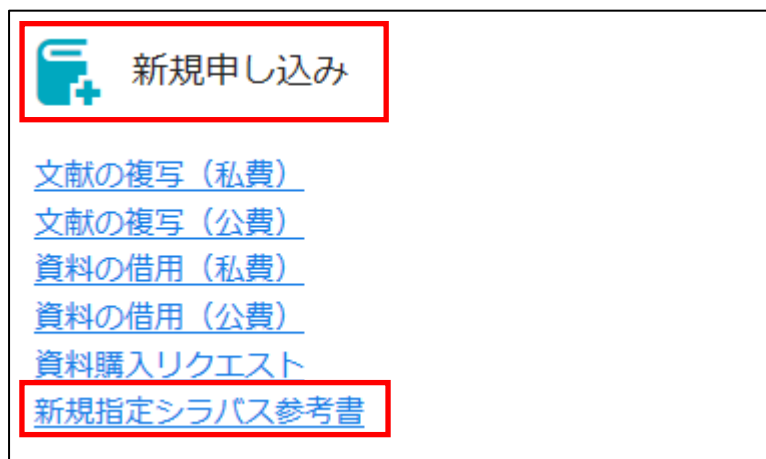 新規申し込み
文献の複写（私費）
文献の複写（公費）
資料の借用（私費）
資料の借用（公費）
資料購入リクエスト
新規指定シラバス参考書